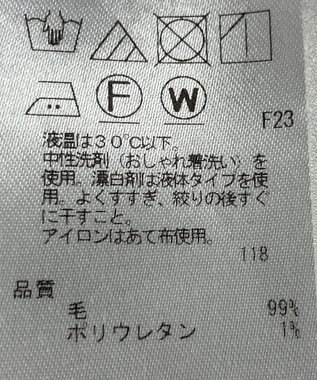 F W
F23
液温は30℃以下。
中性洗剤（おしゃれ着洗い）を
使用。漂白剤は液体タイプを使
用。よくすすぎ、絞りの後すぐ
に干すこと。
アイロンはあて布使用。
118
品質
毛 99%
ポリウレタン 1%